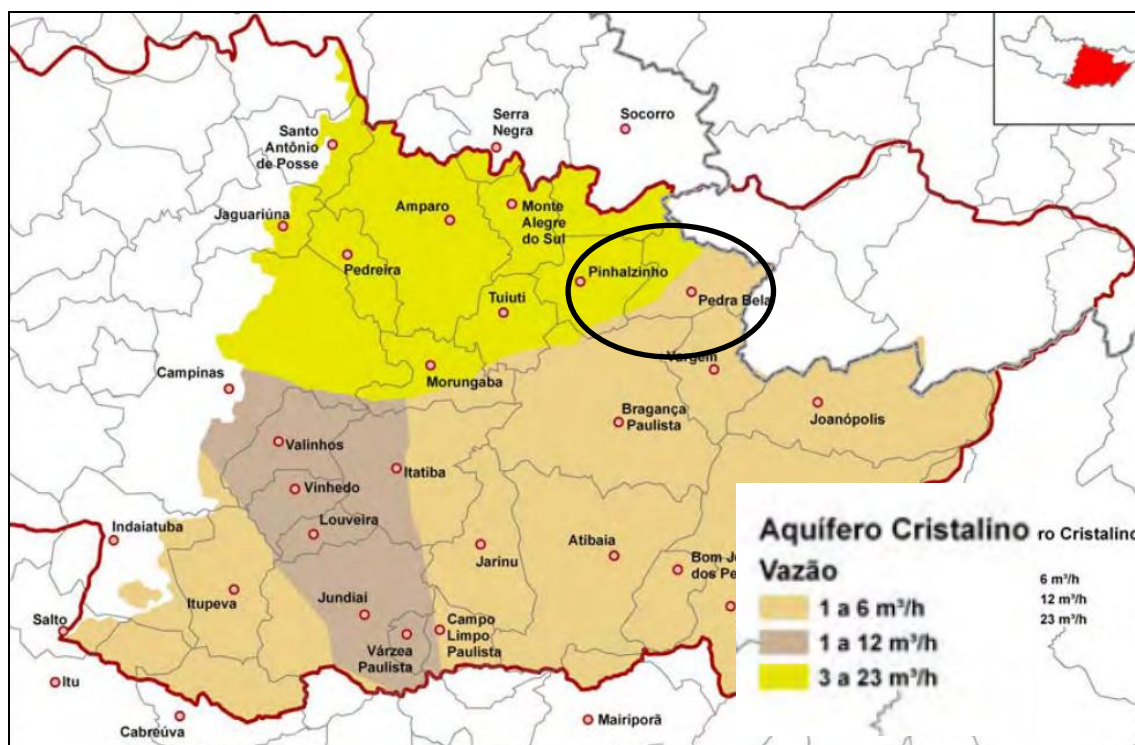 Socorro
Serra
Negra
Santo
Antônio
de Posse
Monte
Alegre
do Sul
Amparo
Jaguariúna
Pedreira
Pinhalzinho
Pedra Bela
Tuiuti
Vargem
Morungaba
Campinas
Joanópolis
Bragança
Paulista
Valinhos
Itatiba
Vinhedo
Louveira
Indaiatuba
Jarinu
Atibaia
Bom J
dos Pe
Itupeva
Jundiaí
Salto
Campo
Limpo
Paulista
Várzea
Paulista
Itu
Cabreúva
Mairiporã
Aquífero Cristalino
ro Cristalino
Vazão
1 a 6 m³/h
1 a 12 m³/h
3 a 23 m³/h
6 m³/h
12 m³/h
23 m³/h